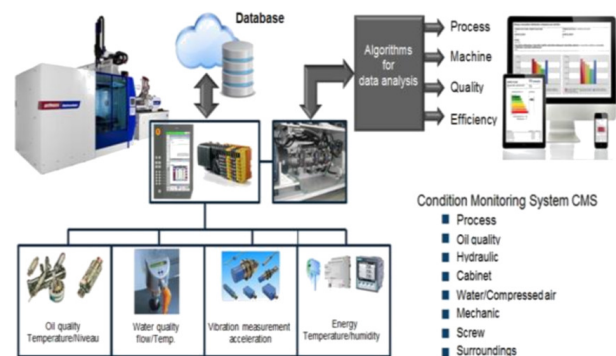 Database
Algorithms
for
data analysis
Process
Machine
Quality
Efficiency
Condition Monitoring System CMS
Process
Oil quality
Hydraulic
Cabinet
Water/Compressed air
Mechanic
Screw
Surroundings
Oil quality
Temperature/Niveau
Water quality
flow/Temp.
Vibration measurement
acceleration
Energy
Temperature/humidity